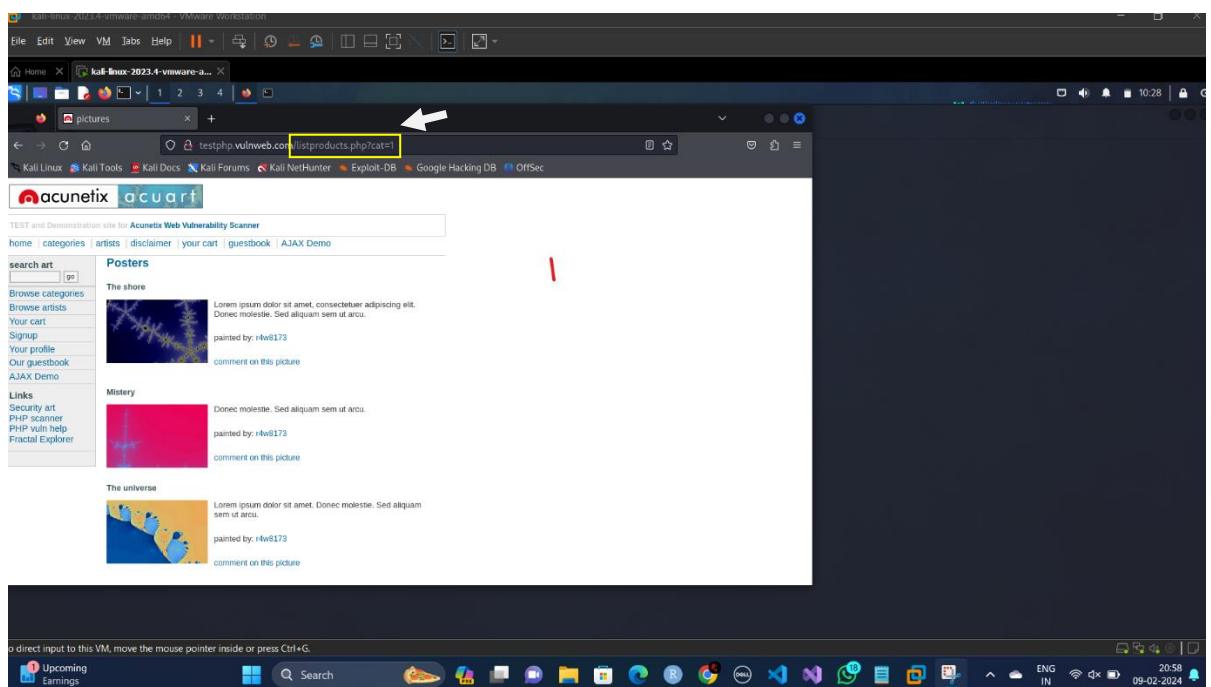 kali-linux-2023.4-vmware-amd64 - VMware Workstation
File Edit View VM Tabs Help
Home kali-linux-2023.4-vmware-a...
1 2 3 4 10:28
pictures
testphp.vulnweb.com/listproducts.php?cat=1
Kali Linux Kali Tools Kali Docs Kali Forums Kali NetHunter Exploit-DB Google Hacking DB OffSec
acunetix acuart
TEST and Demonstration site for Acunetix Web Vulnerability Scanner
home categories artists disclaimer your cart guestbook AJAX Demo
search art
go
Browse categories
Browse artists
Your cart
Signup
Your profile
Our guestbook
AJAX Demo
Links
Security art
PHP scanner
PHP vuln help
Fractal Explorer
Posters
The shore
Lorem ipsum dolor sit amet, consectetuer adipiscing elit.
Donec molestie. Sed aliquam sem ut arcu.
painted by: r4w8173
comment on this picture
Mistery
Donec molestie. Sed aliquam sem ut arcu.
painted by: r4w8173
comment on this picture
The universe
Lorem ipsum dolor sit amet. Donec molestie. Sed aliquam
sem ut arcu.
painted by: r4w8173
comment on this picture
o direct input to this VM, move the mouse pointer inside or press Ctrl+G.
1 Upcoming
Earnings
Search
DELL
19
ENG
IN
20:58
09-02-2024